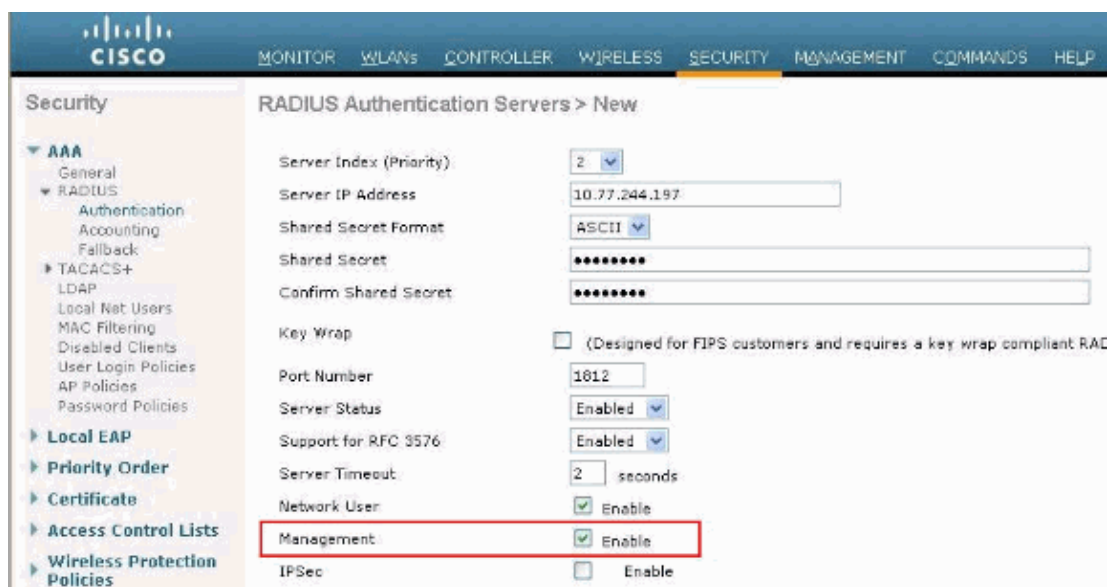 CISCO
MONITOR WLANs CONTROLLER WIRELESS SECURITY MANAGEMENT COMMANDS HELP
Security
AAA
General
RADIUS
Authentication
Accounting
Fallback
TACACS+
LDAP
Local Net Users
MAC Filtering
Disabled Clients
User Login Policies
AP Policies
Password Policies
Local EAP
Priority Order
Certificate
Access Control Lists
Wireless Protection
Policies
RADIUS Authentication Servers > New
Server Index (Priority) 2
Server IP Address 10.77.244.197
Shared Secret Format ASCII
Shared Secret ••••••••
Confirm Shared Secret ••••••••
Key Wrap (Designed for FIPS customers and requires a key wrap compliant RAD
Port Number 1812
Server Status Enabled
Support for RFC 3576 Enabled
Server Timeout 2 seconds
Network User Enable
Management Enable
IPSec Enable